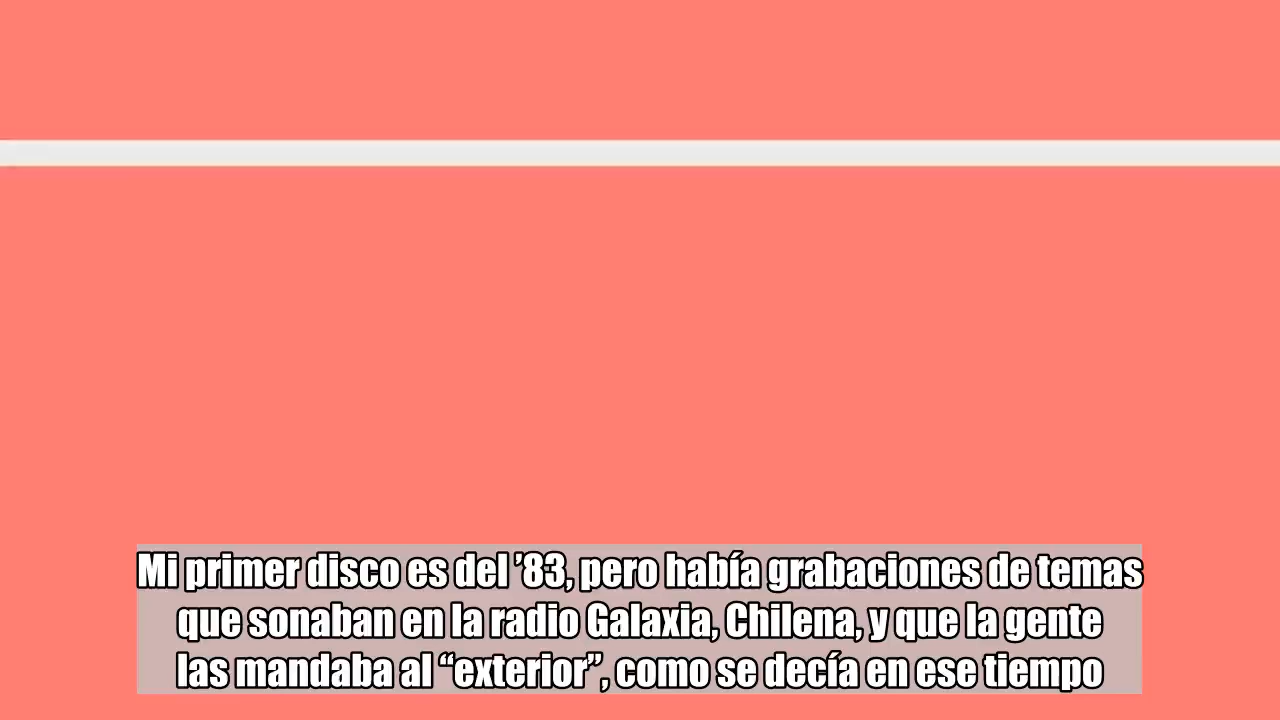 Mi primer disco es del ’83, pero había grabaciones de temas
que sonaban en la radio Galaxia, Chilena, y que la gente
las mandaba al “exterior”, como se decía en ese tiempo